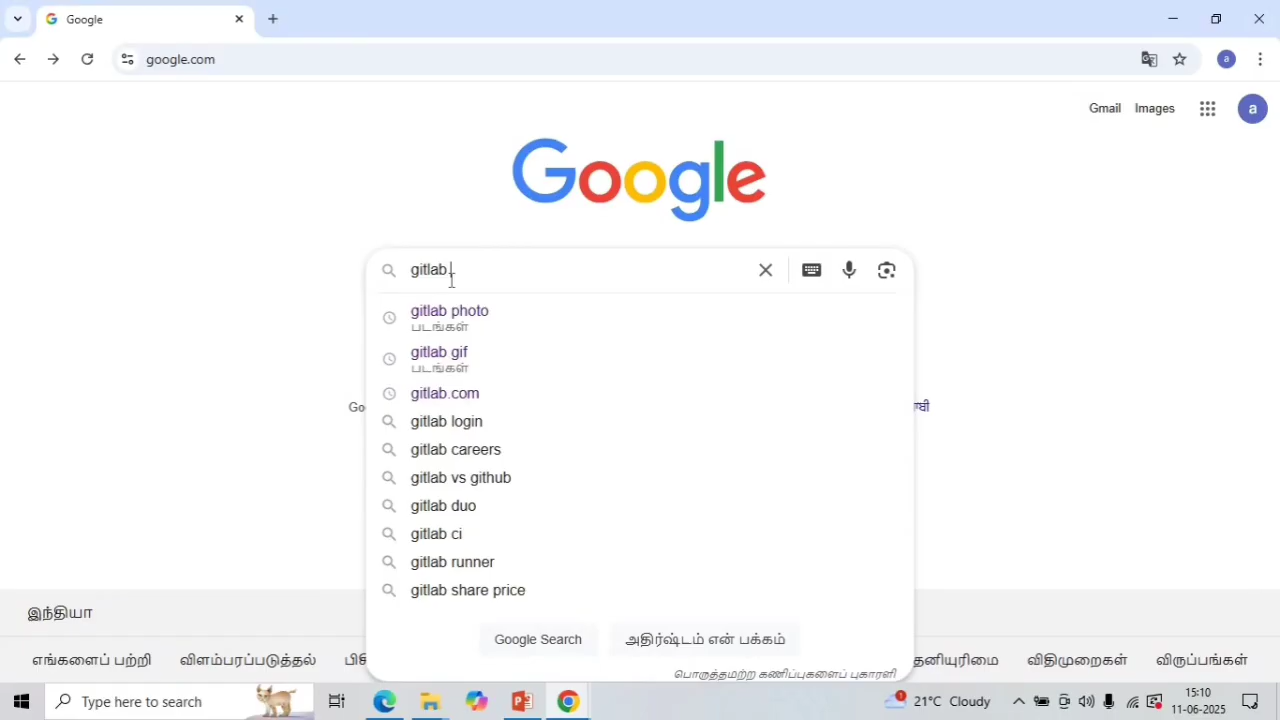 Google
google.com
a
Gmail Images
a
Google
gitlab
gitlab photo
படங்கள்
gitlab gif
படங்கள்
gitlab.com
gitlab login
gitlab careers
gitlab vs github
gitlab duo
gitlab ci
gitlab runner
gitlab share price
Google Search அதிர்ஷ்டம் என் பக்கம்
பொருத்தமற்ற கணிப்புகளைப் புகாரளி
இந்தியா
எங்களைப் பற்றி விளம்பரப்படுத்தல் தனியுரிமை விதிமுறைகள் விருப்பங்கள்
Type here to search
1
21°C Cloudy
15:10
11-06-2025